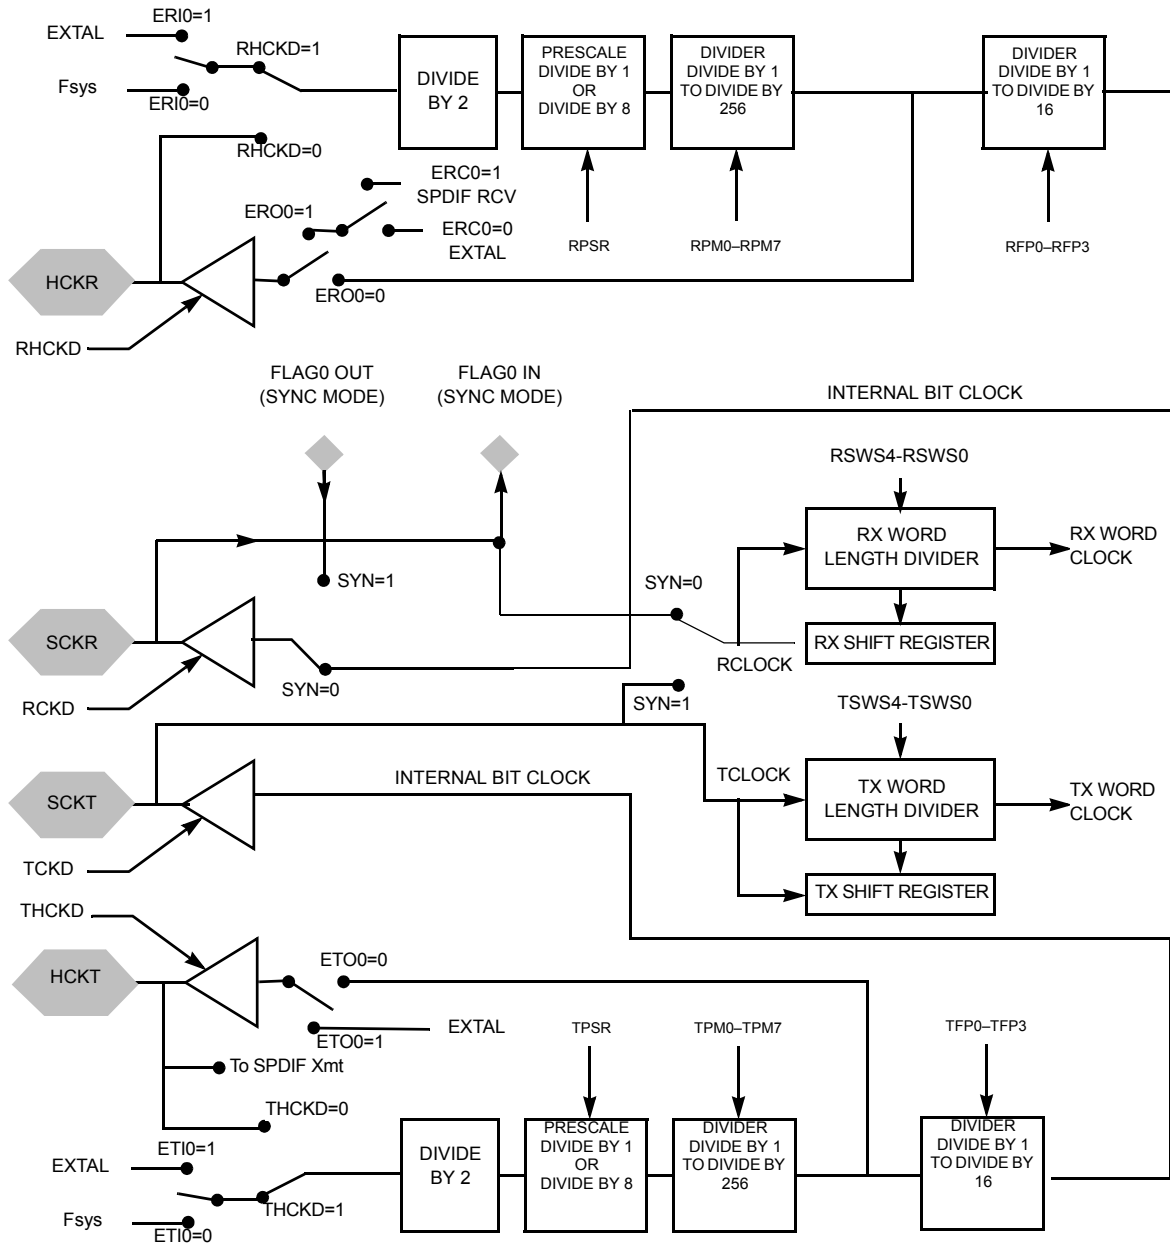 ERI0=1
EXTAL
RHCKD=1
Fsys
ERI0=0
RHCKD=0
DIVIDE
BY 2
PRESCALE
DIVIDE BY 1
OR
DIVIDE BY 8
DIVIDER
DIVIDE BY 1
TO DIVIDE BY
256
DIVIDER
DIVIDE BY 1
TO DIVIDE BY
16
ERC0=1
SPDIF RCV
ERO0=1
ERC0=0
EXTAL
RPSR
RPM0–RPM7
RFP0–RFP3
HCKR
ERO0=0
RHCKD
FLAG0 OUT
(SYNC MODE)
FLAG0 IN
(SYNC MODE)
INTERNAL BIT CLOCK
RSWS4-RSWS0
RX WORD
LENGTH DIVIDER
RX WORD
CLOCK
SYN=1
SYN=0
SCKR
RX SHIFT REGISTER
RCLOCK
SYN=0
RCKD
SYN=1
TSWS4-TSWS0
INTERNAL BIT CLOCK
TCLOCK
SCKT
TX WORD
LENGTH DIVIDER
TX WORD
CLOCK
TCKD
TX SHIFT REGISTER
THCKD
HCKT
ETO0=0
EXTAL
ETO0=1
TPSR
TPM0–TPM7
TFP0–TFP3
To SPDIF Xmt
THCKD=0
ETI0=1
EXTAL
THCKD=1
Fsys
ETI0=0
DIVIDE
BY 2
PRESCALE
DIVIDE BY 1
OR
DIVIDE BY 8
DIVIDER
DIVIDE BY 1
TO DIVIDE BY
256
DIVIDER
DIVIDE BY 1
TO DIVIDE BY
16